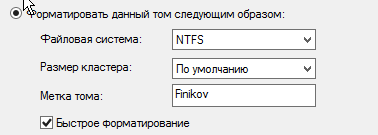 Форматировать данный том следующим образом:
Файловая система: NTFS
Размер кластера: По умолчанию
Метка тома: Finikov
Быстрое форматирование